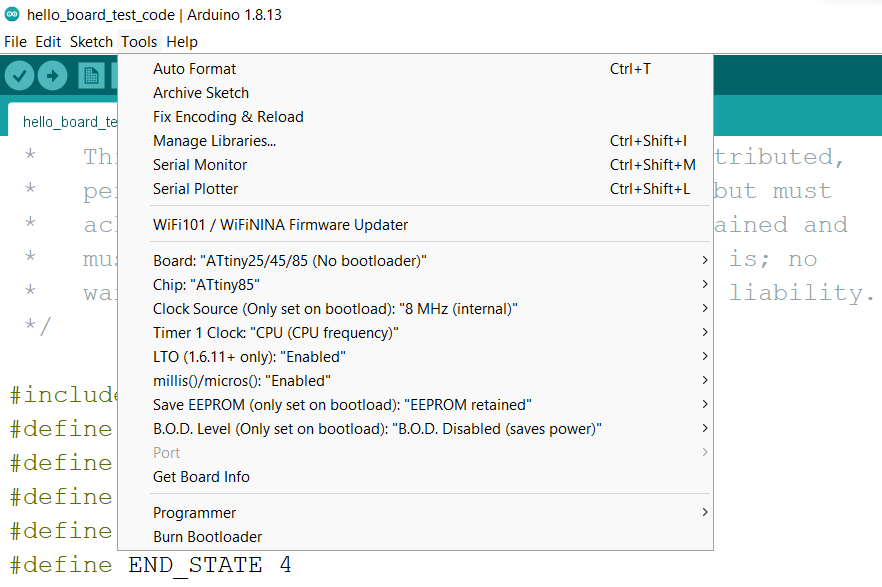 hello_board_test_code | Arduino 1.8.13
File Edit Sketch Tools Help
Auto Format Ctrl+T
Archive Sketch
Fix Encoding & Reload
Manage Libraries... Ctrl+Shift+I
Serial Monitor Ctrl+Shift+M
Serial Plotter Ctrl+Shift+L
WiFi101 / WiFiNINA Firmware Updater
Board: "ATtiny25/45/85 (No bootloader)"
Chip: "ATtiny85"
Clock Source (Only set on bootload): "8 MHz (internal)"
Timer 1 Clock: "CPU (CPU frequency)"
LTO (1.6.11+ only): "Enabled"
millis()/micros(): "Enabled"
Save EEPROM (only set on bootload): "EEPROM retained"
B.O.D. Level (Only set on bootload): "B.O.D. Disabled (saves power)"
Port
Get Board Info
Programmer
Burn Bootloader
hello_board_te
* Th tributed,
* pe but must
* ac ained and
* mu is; no
* wa liability.
*/
#include
#define
#define
#define
#define
#define END_STATE 4